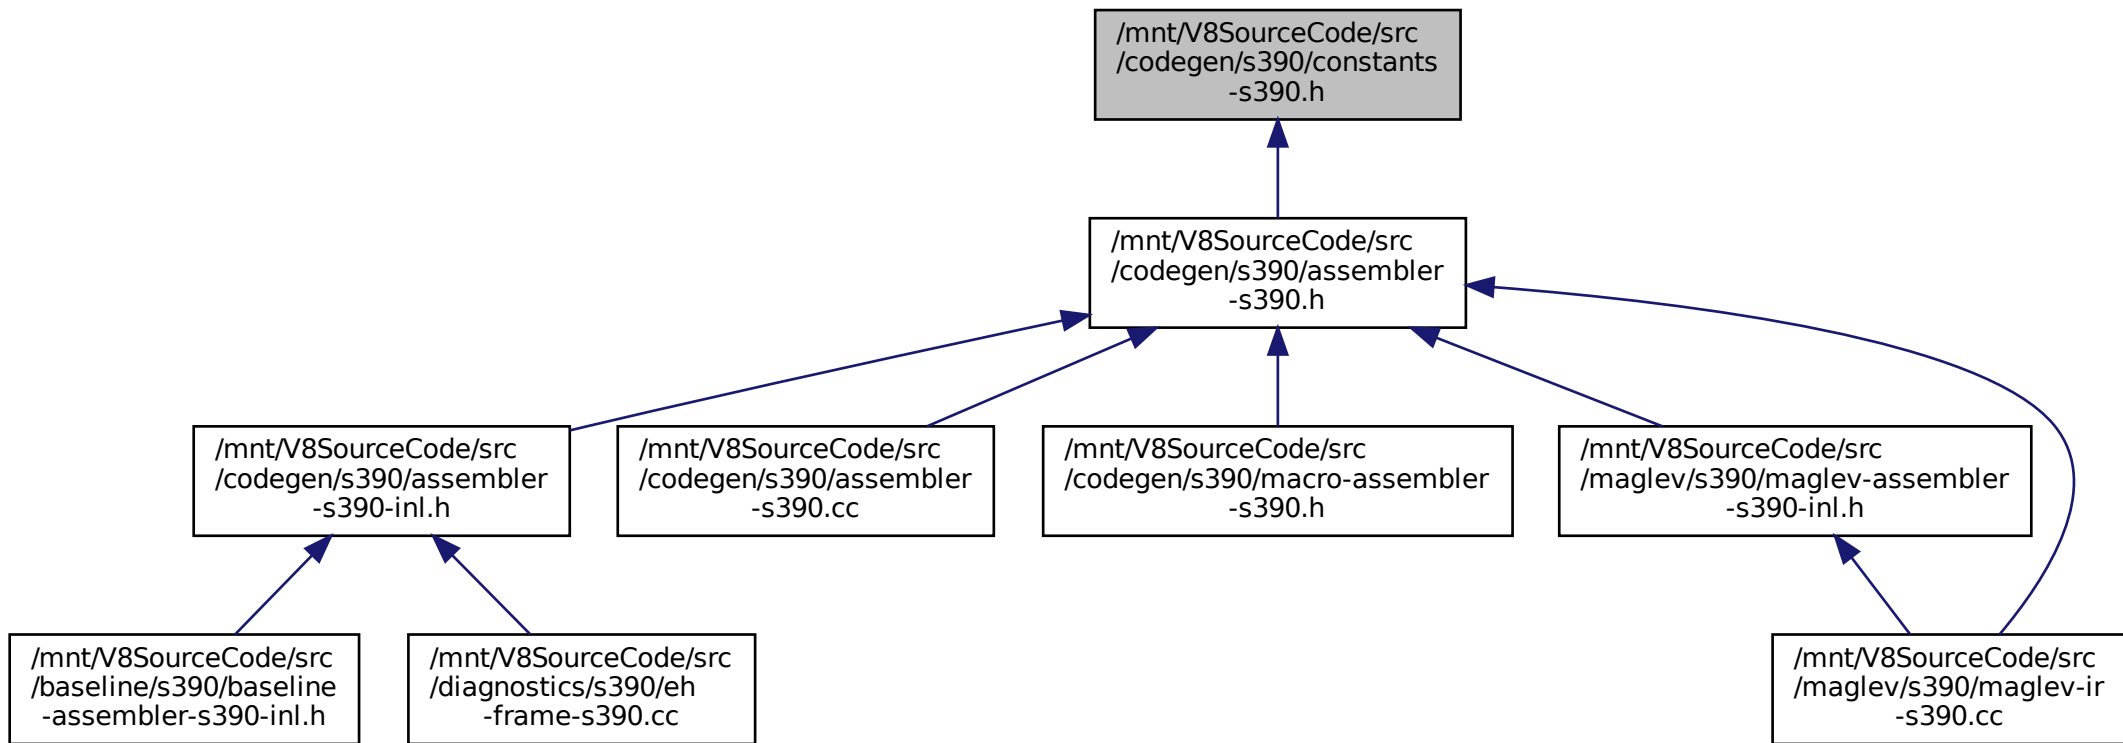 /mnt/V8SourceCode/src
/codegen/s390/constants
-s390.h
/mnt/V8SourceCode/src
/codegen/s390/assembler
-s390.h
/mnt/V8SourceCode/src
/codegen/s390/assembler
-s390-inl.h
/mnt/V8SourceCode/src
/codegen/s390/assembler
-s390.cc
/mnt/V8SourceCode/src
/codegen/s390/macro-assembler
-s390.h
/mnt/V8SourceCode/src
/maglev/s390/maglev-assembler
-s390-inl.h
/mnt/V8SourceCode/src
/baseline/s390/baseline
-assembler-s390-inl.h
/mnt/V8SourceCode/src
/diagnostics/s390/eh
-frame-s390.cc
/mnt/V8SourceCode/src
/maglev/s390/maglev-ir
-s390.cc